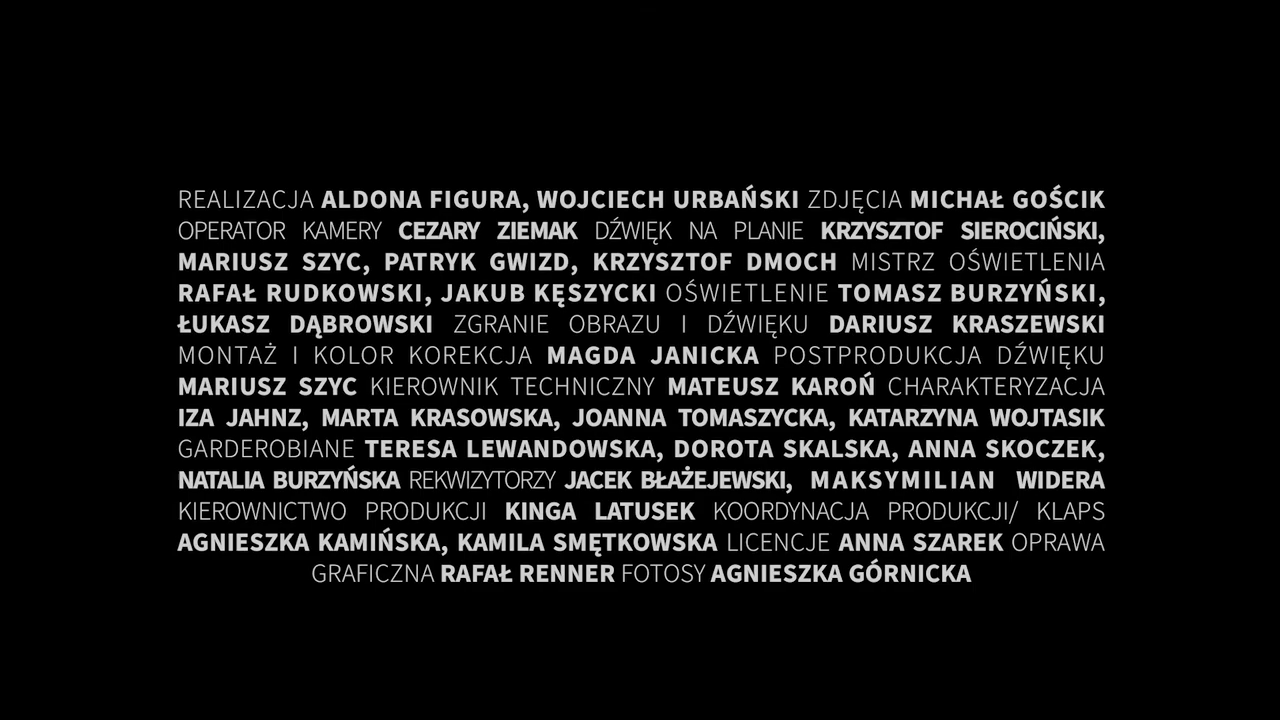 REALIZACJA ALDONA FIGURA, WOJCIECH URBAŃSKI ZDJĘCIA MICHAŁ GOŚCIK
OPERATOR KAMERY CEZARY ZIEMAK DŹWIĘK NA PLANIE KRZYSZTOF SIEROCIŃSKI,
MARIUSZ SZYC, PATRYK GWIZD, KRZYSZTOF DMOCH MISTRZ OŚWIETLENIA
RAFAŁ RUDKOWSKI, JAKUB KĘSZYCKI OŚWIETLENIE TOMASZ BURZYŃSKI,
ŁUKASZ DĄBROWSKI ZGRANIE OBRAZU I DŹWIĘKU DARIUSZ KRASZEWSKI
MONTAŻ I KOLOR KOREKCJA MAGDA JANICKA POSTPRODUKCJA DŹWIĘKU
MARIUSZ SZYC KIEROWNIK TECHNICZNY MATEUSZ KAROŃ CHARAKTERYZACJA
IZA JAHNZ, MARTA KRASOWSKA, JOANNA TOMASZYCKA, KATARZYNA WOJTASIK
GARDEROBIANE TERESA LEWANDOWSKA, DOROTA SKALSKA, ANNA SKOCZEK,
NATALIA BURZYŃSKA REKWIZYTORZY JACEK BŁAŻEJEWSKI, MAKSYMILIAN WIDERA
KIEROWNICTWO PRODUKCJI KINGA LATUSEK KOORDYNACJA PRODUKCJI/ KLAPS
AGNIESZKA KAMIŃSKA, KAMILA SMĘTKOWSKA LICENCJE ANNA SZAREK OPRAWA
GRAFICZNA RAFAŁ RENNER FOTOSY AGNIESZKA GÓRNICKA